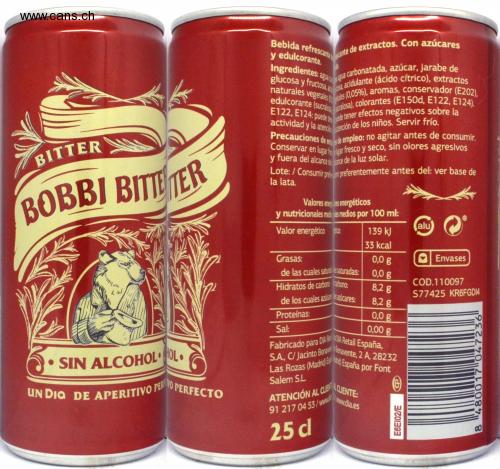 www.cans.ch
BITTER
BOBBI BITTER
SIN ALCOHOL
UN DIA DE APERITIVO PERFECTO
Bebida refrescante de extractos. Con azúcares
y edulcorante.
Ingredientes: agua carbonatada, azúcar, jarabe de
glucosa y fructosa, acidulante (ácido cítrico), extractos
naturales vegetales (0,05%), aromas, conservador (E202),
edulcorante (sucralosa), colorantes (E150d, E122, E124).
E122, E124: puede tener efectos negativos sobre la
actividad y la atención de los niños. Servir frío.
Precauciones de empleo: no agitar antes de consumir.
Conservar en lugar fresco y seco, sin olores agresivos
y fuera del alcance de la luz solar.
Lote / Consumir preferentemente antes del: ver base de
la lata.
Valores energéticos
y nutricionales medios por 100 ml:
Valor energético 139 kJ
33 kcal
Grasas: 0,0 g
de las cuales saturadas: 0,0 g
Hidratos de carbono: 8,2 g
de los cuales azúcares: 8,2 g
Proteínas: 0,0 g
Sal: 0,00 g
Fabricado para DIA Retail España,
S.A., C/ Jacinto Benavente, 2 A 28232
Las Rozas (Madrid) España por Font
Salem S.L.
ATENCIÓN AL CLIENTE
91 217 04 53 / www.dia.es
25 cl
alu
Envases
COD.110097
S77425 KR6FGDM
8 480017 047236
E6EI02/E